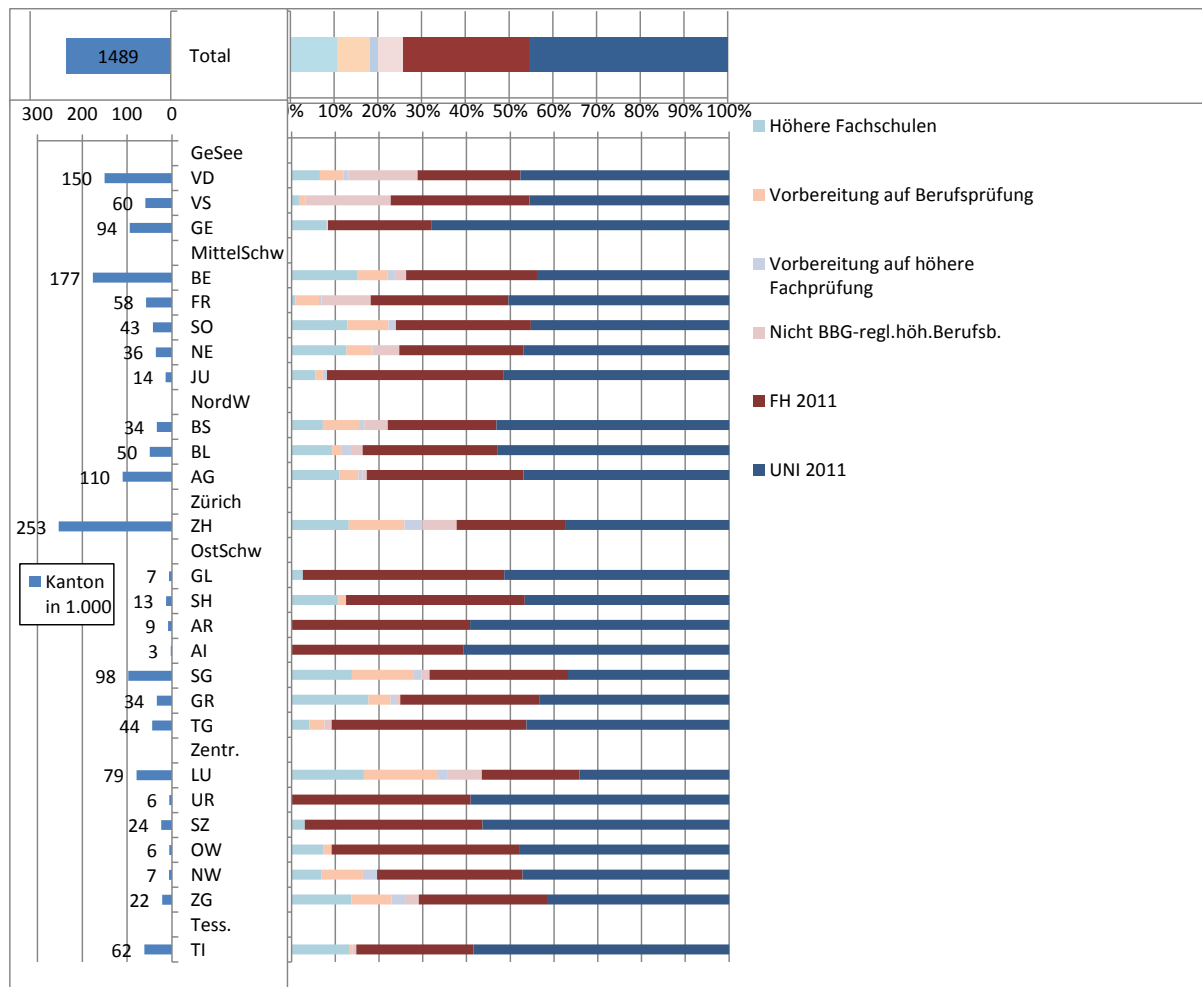 1489 Total
300 200 100 0 0% 10% 20% 30% 40% 50% 60% 70% 80% 90% 100%
Höhere Fachschulen
GeSee
150 VD
60 VS
Vorbereitung auf Berufsprüfung
94 GE
MittelSchw
177 BE
Vorbereitung auf höhere
Fachprüfung
58 FR
43 SO
Nicht BBG-regl.höh.Berufsb.
36 NE
14 JU
NordW
FH 2011
34 BS
50 BL
UNI 2011
110 AG
Zürich
253 ZH
OstSchw
Kanton
in 1.000
7 GL
13 SH
9 AR
3 AI
98 SG
34 GR
44 TG
Zentr.
79 LU
6 UR
24 SZ
6 OW
7 NW
22 ZG
Tess.
62 TI